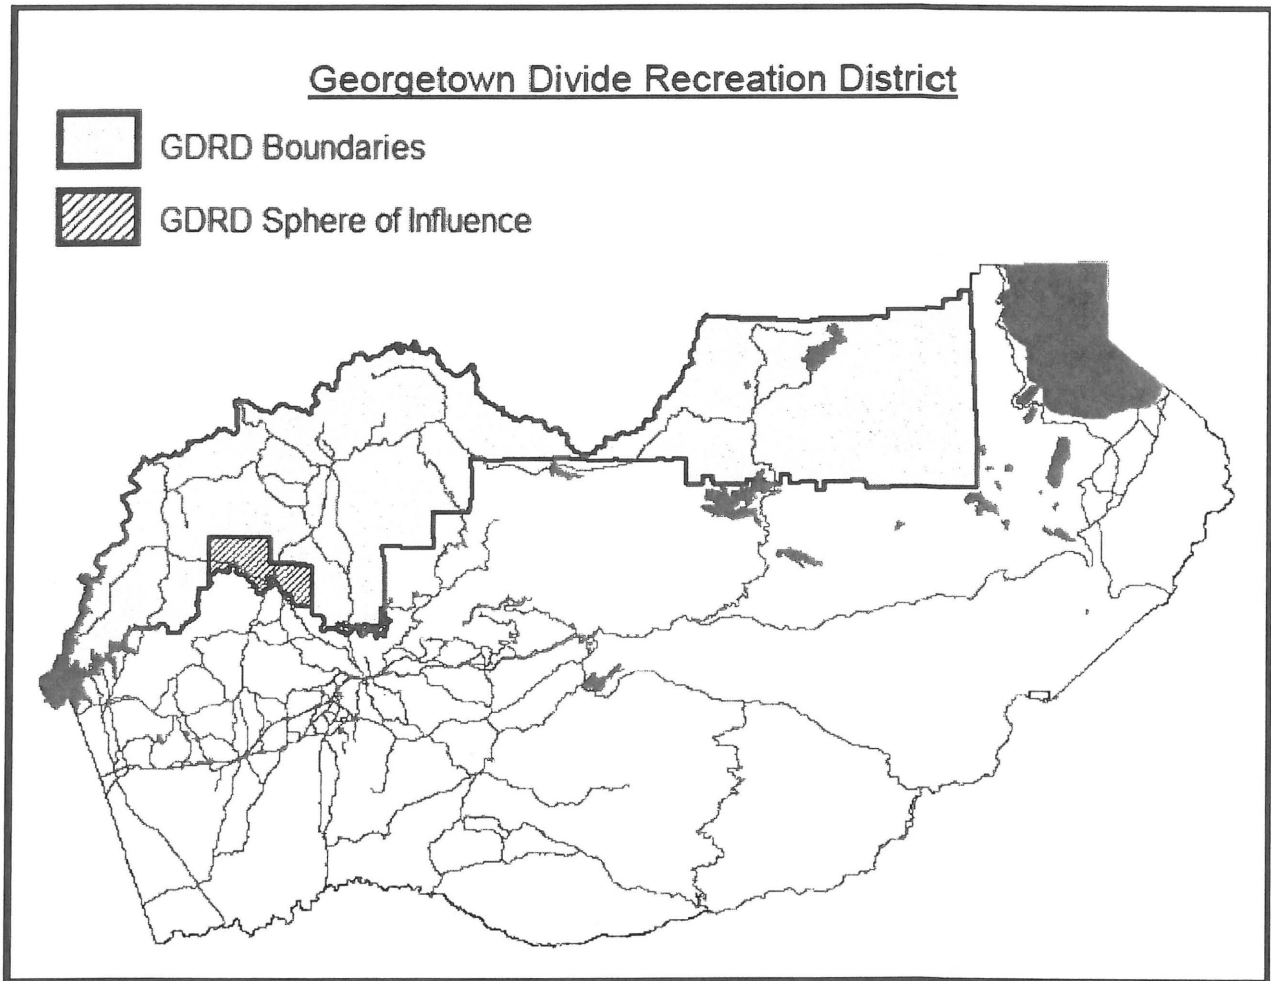 Georgetown Divide Recreation District
GDRD Boundaries
GDRD Sphere of Influence